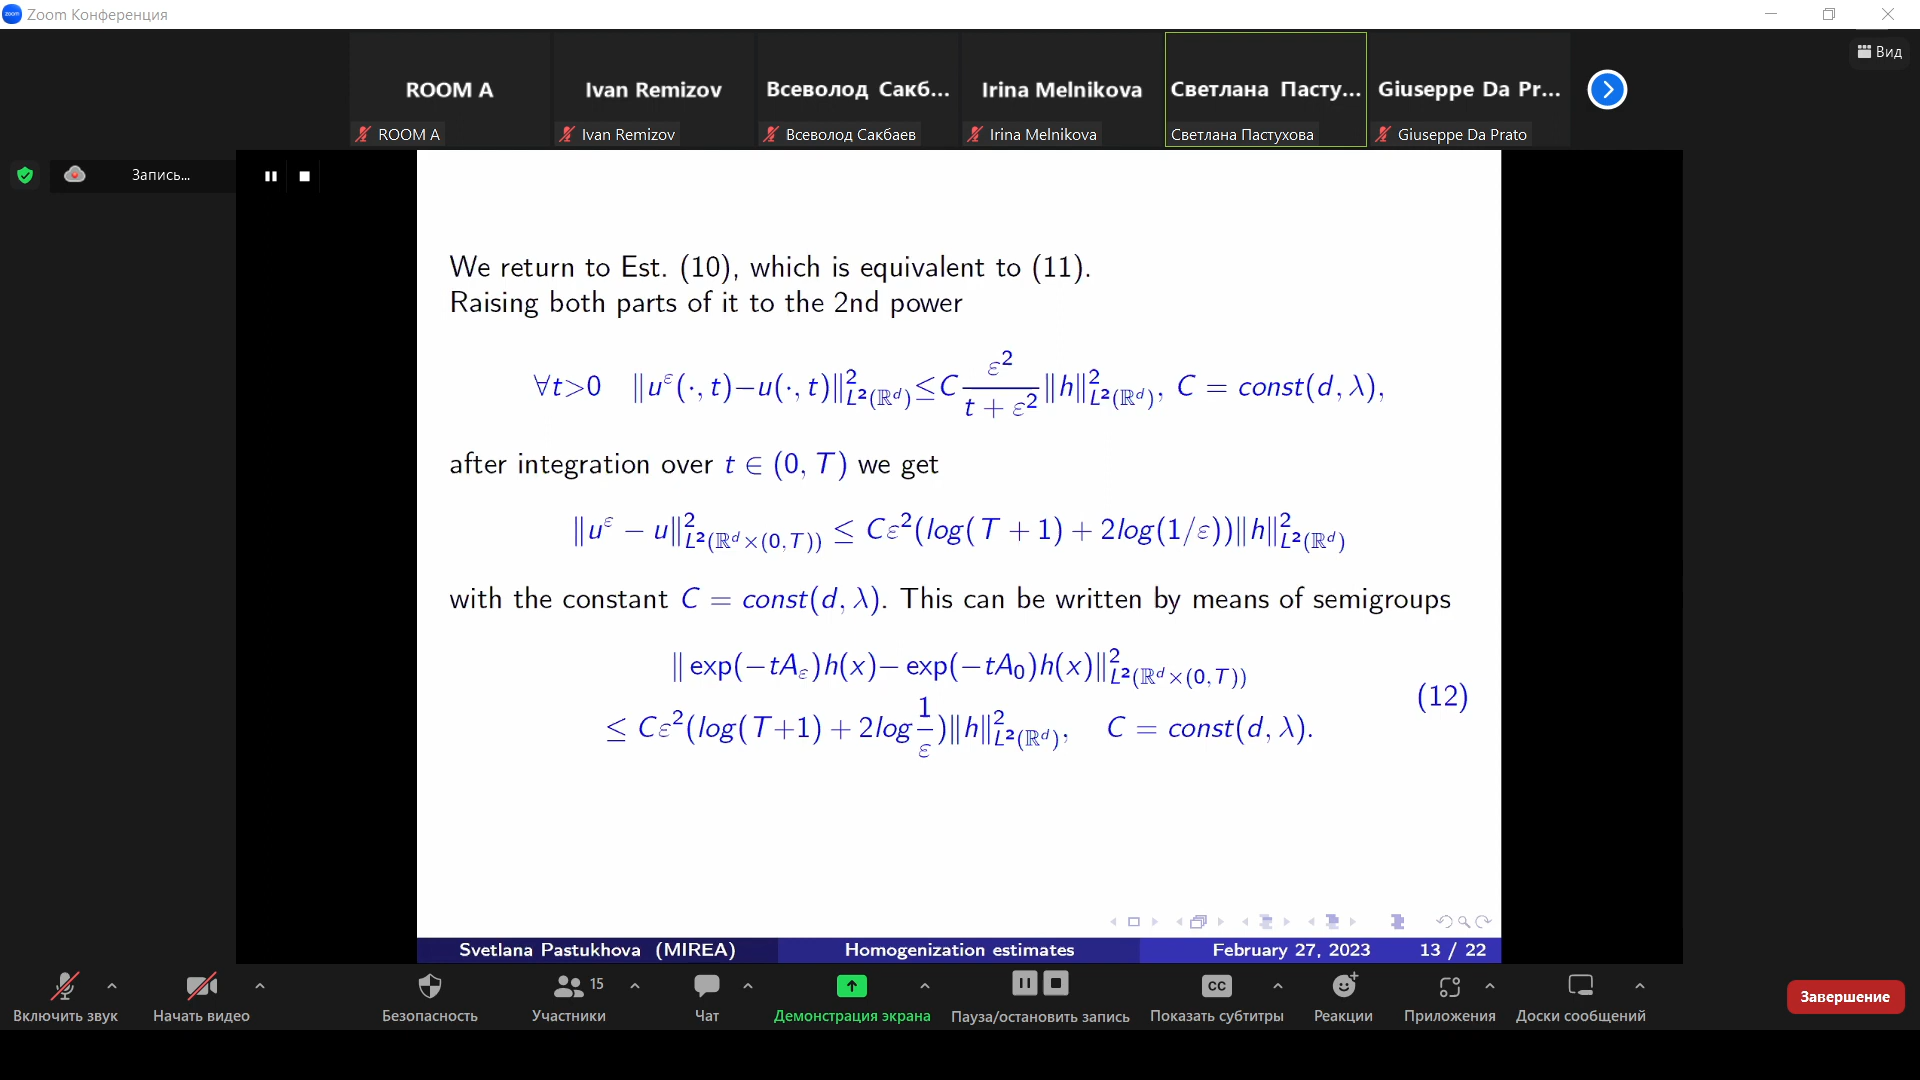 Zoom Конференция
Вид
ROOM A
Ivan Remizov
Всеволод Сакб...
Irina Melnikova
Светлана Пасту...
Giuseppe Da Pr...
ROOM A
Ivan Remizov
Всеволод Сакбаев
Irina Melnikova
Светлана Пастухова
Giuseppe Da Prato
Запись...
We return to Est. (10), which is equivalent to (11).
Raising both parts of it to the 2nd power
∀t>0 ‖u^ε(·, t)−u(·, t)‖²_{L²(ℝ^d)} ≤ C ε²/(t + ε²) ‖h‖²_{L²(ℝ^d)}, C = const(d, λ),
after integration over t ∈ (0, T) we get
‖u^ε − u‖²_{L²(ℝ^d×(0,T))} ≤ Cε²(log(T + 1) + 2log(1/ε))‖h‖²_{L²(ℝ^d)}
with the constant C = const(d, λ). This can be written by means of semigroups
‖ exp(−tA_ε)h(x)− exp(−tA_0)h(x)‖²_{L²(ℝ^d×(0,T))}
≤ Cε²(log(T+1) + 2log 1/ε)‖h‖²_{L²(ℝ^d)}, C = const(d, λ).
(12)
Svetlana Pastukhova (MIREA)
Homogenization estimates
February 27, 2023
13 / 22
Включить звук
Начать видео
Безопасность
15
Участники
Чат
Демонстрация экрана
Пауза/остановить запись
CC
Показать субтитры
Реакции
Приложения
Доски сообщений
Завершение